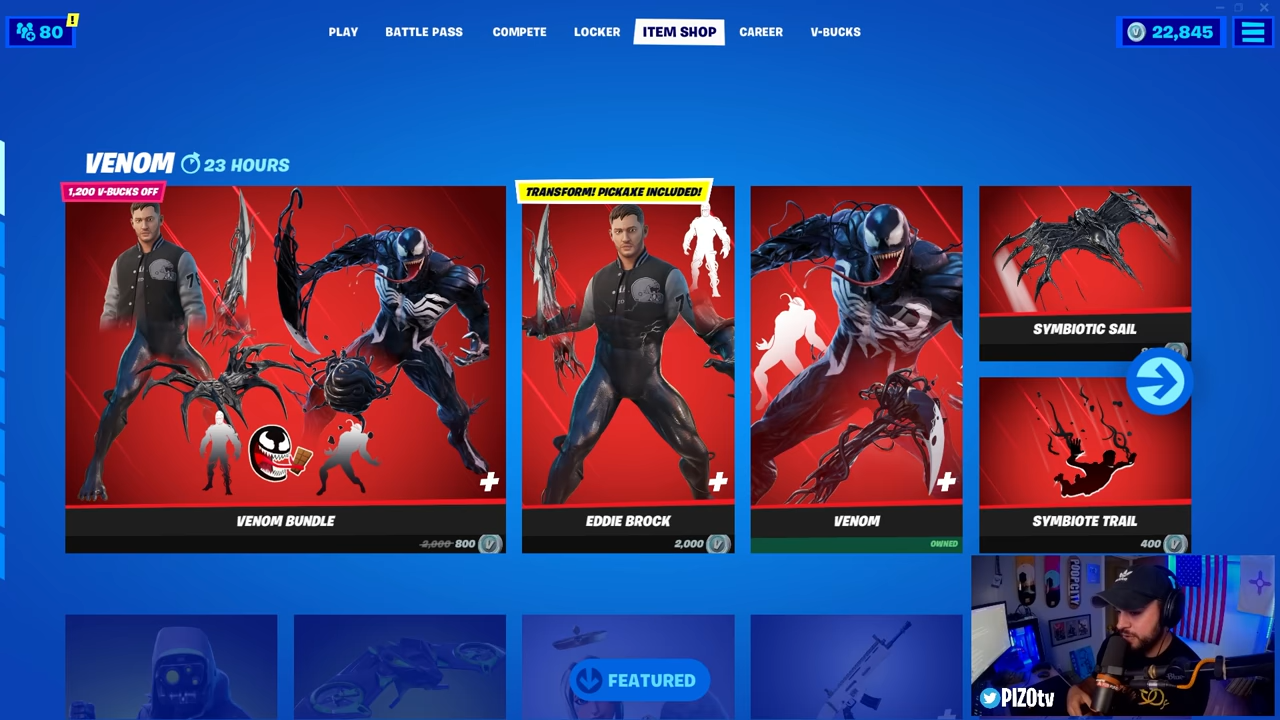 80
!
PLAY
BATTLE PASS
COMPETE
LOCKER
ITEM SHOP
CAREER
V-BUCKS
22,845
VENOM 23 HOURS
1,200 V-BUCKS OFF
TRANSFORM! PICKAXE INCLUDED!
SYMBIOTIC SAIL
VENOM BUNDLE
2,000 800
EDDIE BROCK
2,000
VENOM
OWNED
SYMBIOTE TRAIL
400
POOPCITY
FEATURED
PIZOtv